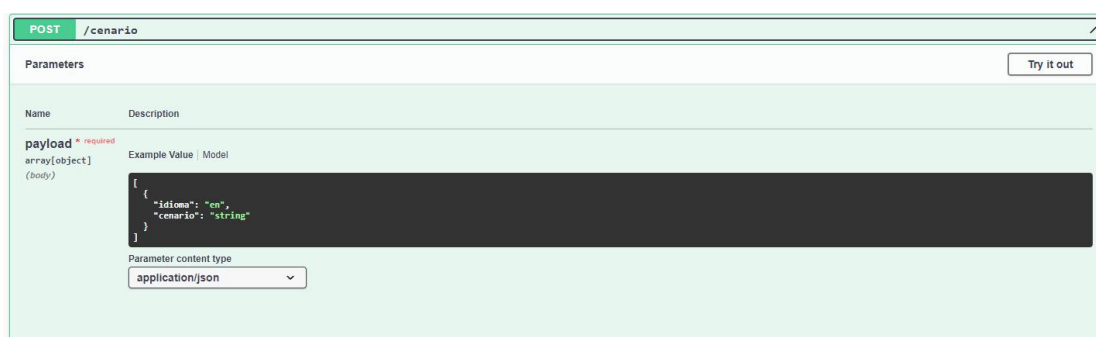 POST /cenario
Parameters Try it out
Name Description
payload * required
array[object]
(body)
Example Value | Model
[
  {
    "idioma": "en",
    "cenario": "string"
  }
]
Parameter content type
application/json